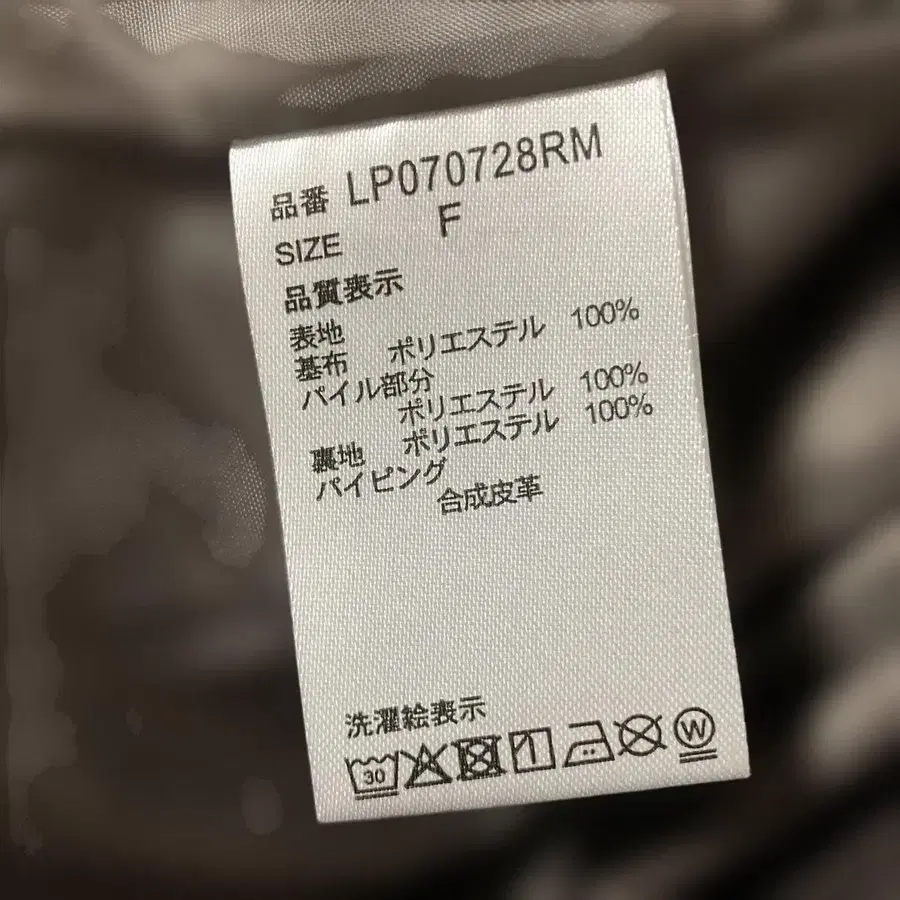 品番 LP070728RM
SIZE F
品質表示
表地
基布 ポリエステル 100%
パイル部分
ポリエステル 100%
裏地 ポリエステル 100%
パイピング
合成皮革
洗濯絵表示
30 W